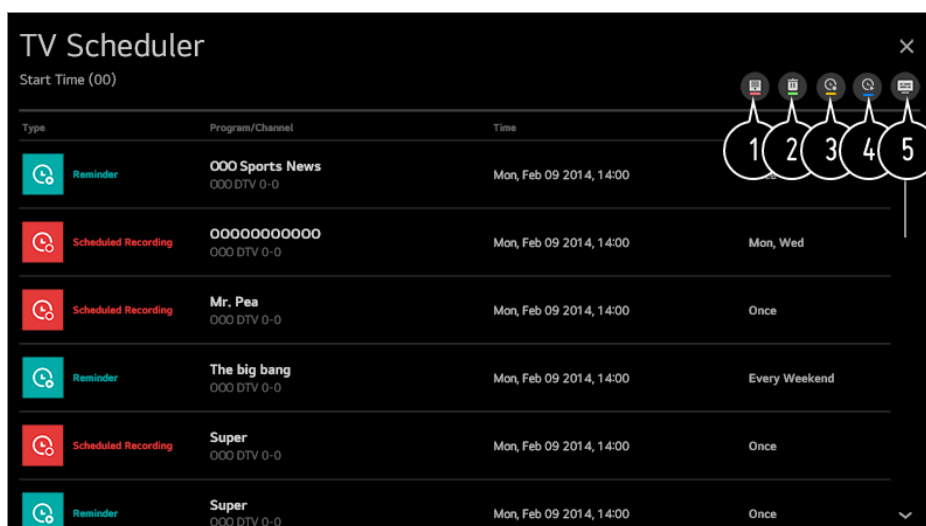 TV Scheduler
Start Time (00)
1 2 3 4 5
Type Program/Channel Time
Reminder OOO Sports News Mon, Feb 09 2014, 14:00
OOO DTV 0-0
Scheduled Recording OOOOOOOOOOO Mon, Feb 09 2014, 14:00 Mon, Wed
OOO DTV 0-0
Scheduled Recording Mr. Pea Mon, Feb 09 2014, 14:00 Once
OOO DTV 0-0
Reminder The big bang Mon, Feb 09 2014, 14:00 Every Weekend
OOO DTV 0-0
Scheduled Recording Super Mon, Feb 09 2014, 14:00 Once
OOO DTV 0-0
Reminder Super Mon, Feb 09 2014, 14:00 Once
OOO DTV 0-0